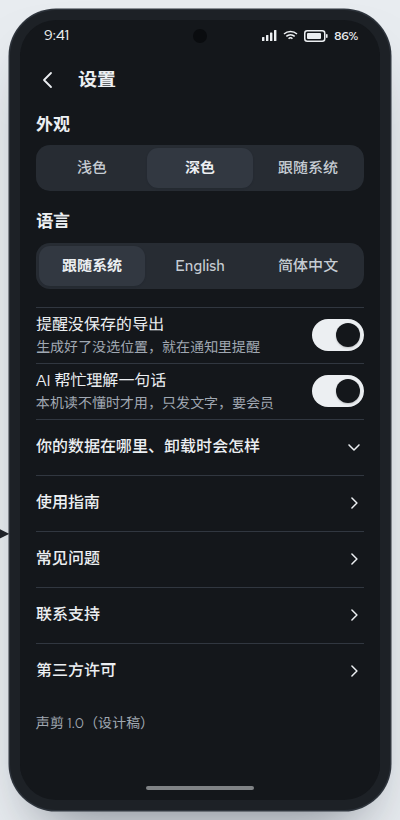 9:41
86%
设置
外观
浅色
深色
跟随系统
语言
跟随系统
English
简体中文
提醒没保存的导出
生成好了没选位置，就在通知里提醒
AI 帮忙理解一句话
本机读不懂时才用，只发文字，要会员
你的数据在哪里、卸载时会怎样
使用指南
常见问题
联系支持
第三方许可
声剪 1.0（设计稿）